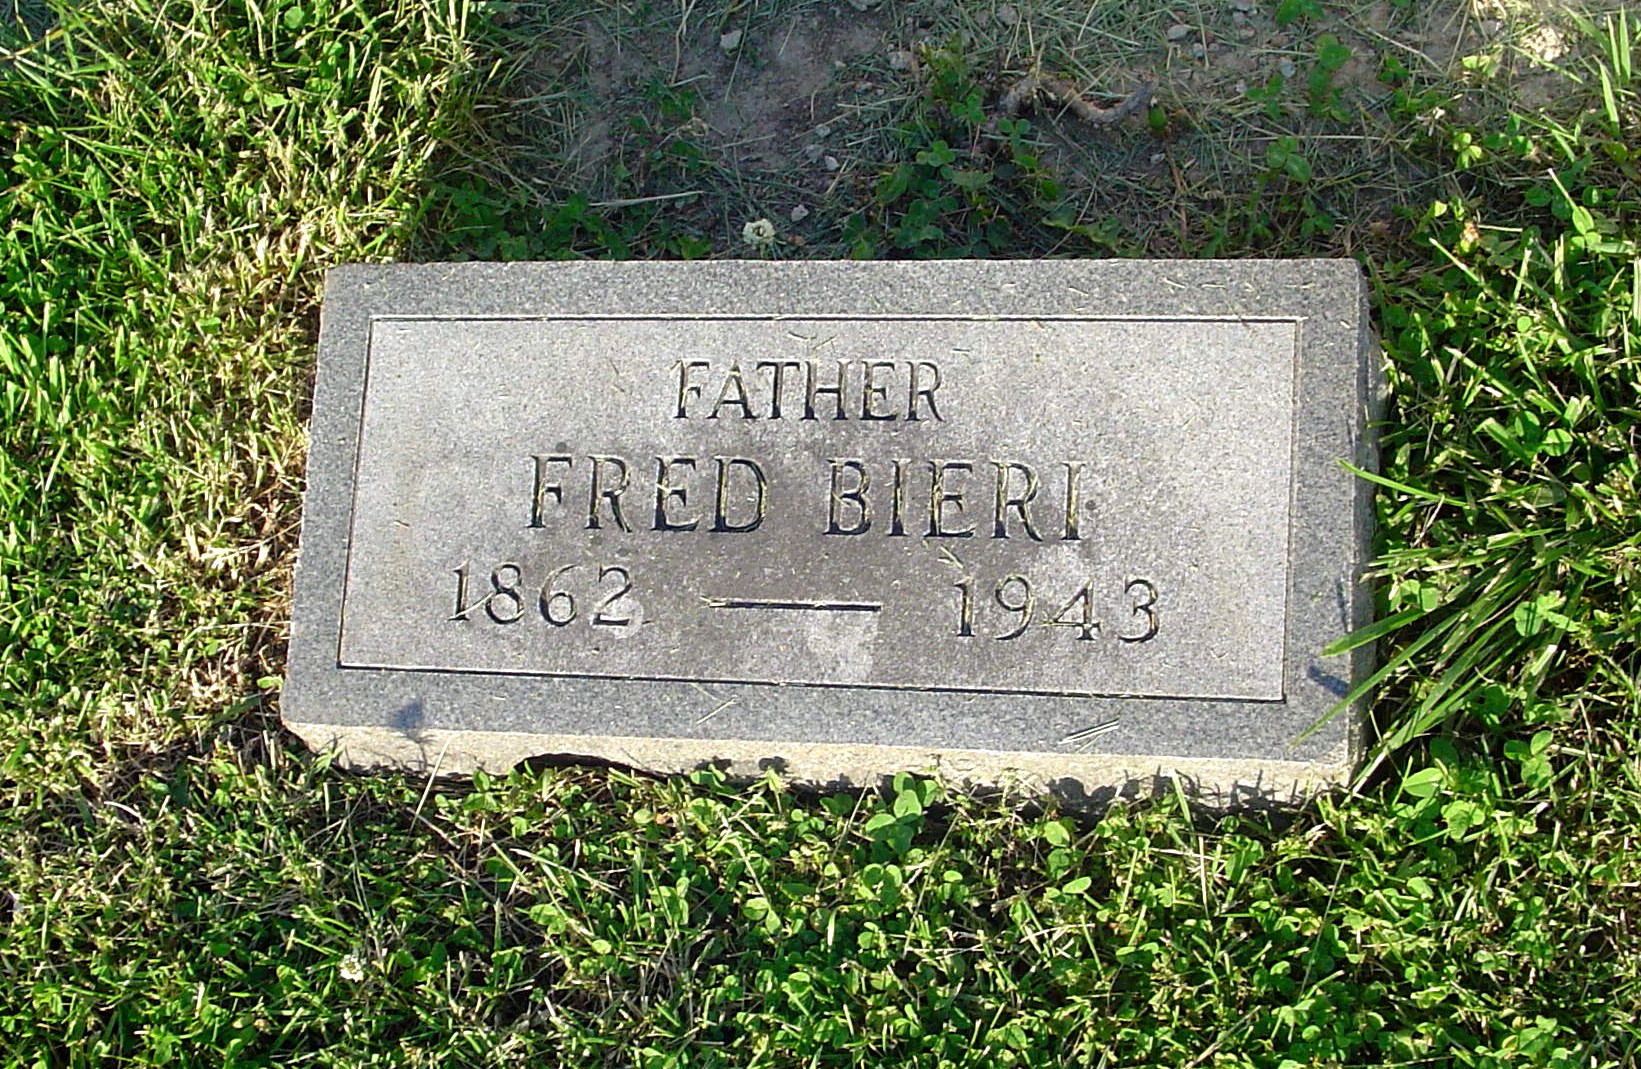 FATHER
FRED BIERI
1862 — 1943